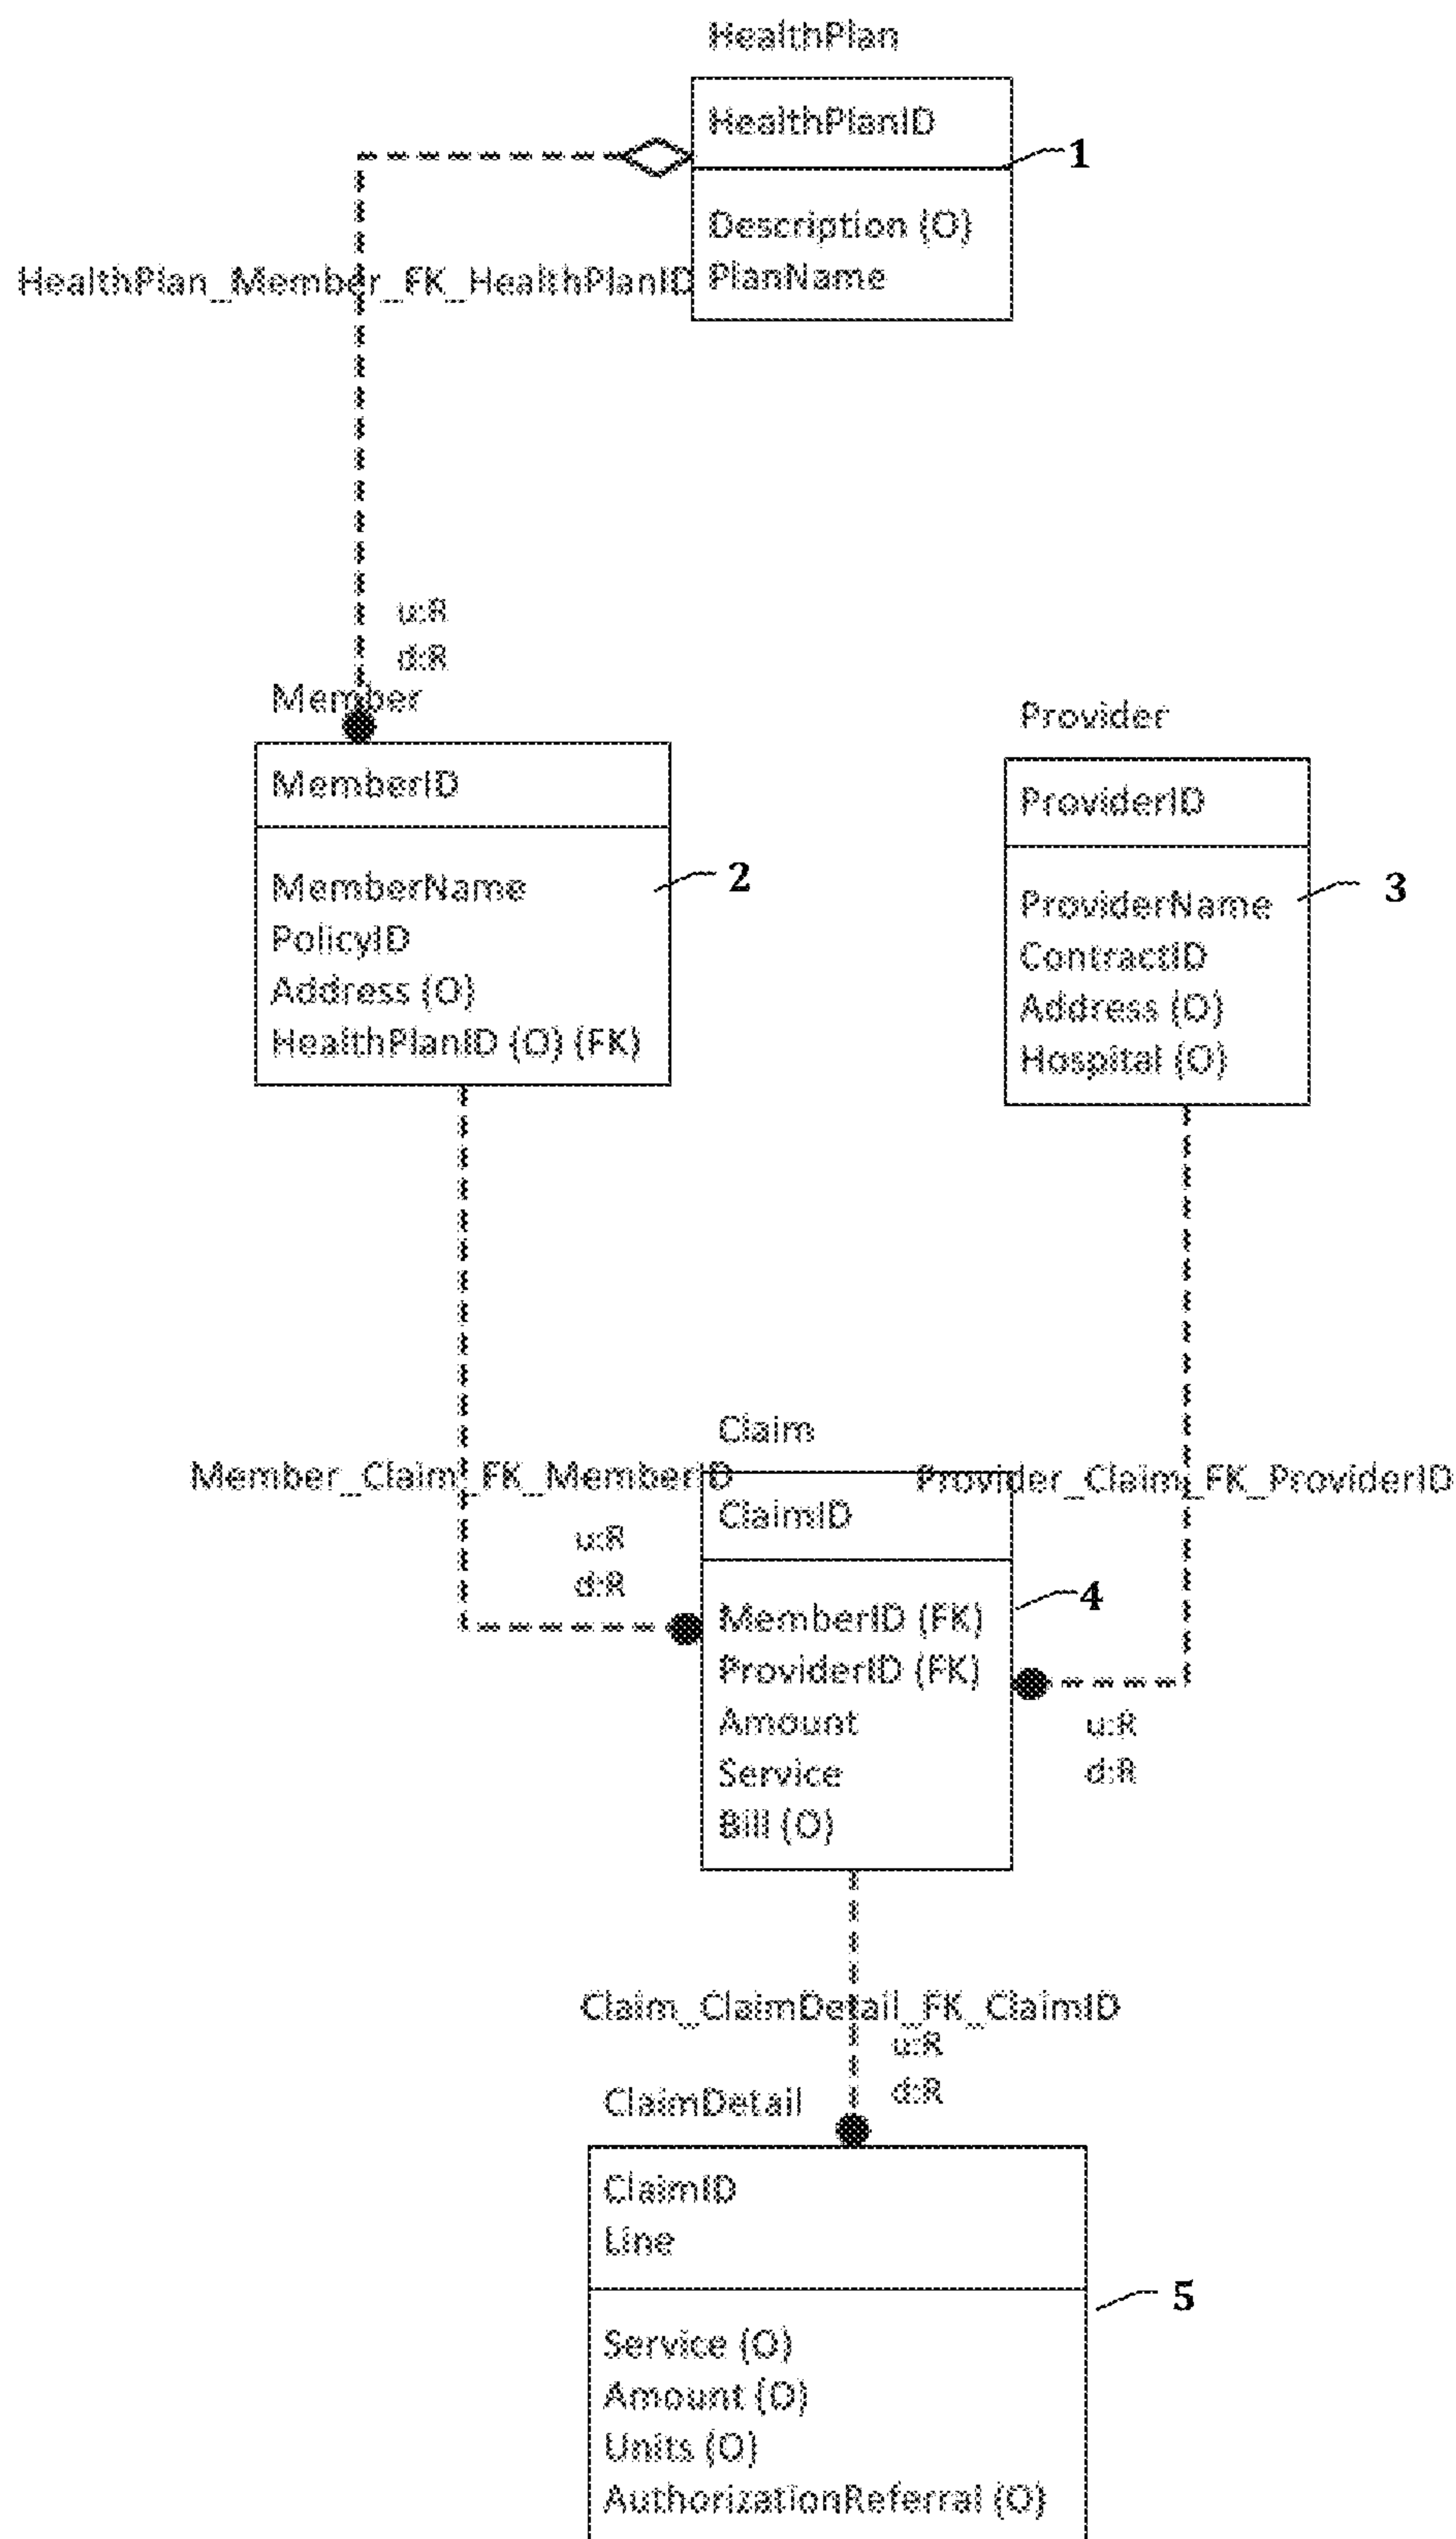 HealthPlan
HealthPlanID
1
Description (O)
HealthPlan_Member_FK_HealthPlanID
PlanName
u:R
d:R
Member
MemberID
MemberName
2
PolicyID
Address (O)
HealthPlanID (O) (FK)
Provider
ProviderID
ProviderName
3
ContractID
Address (O)
Hospital (O)
Claim
Member_Claim_FK_MemberID
Provider_Claim_FK_ProviderID
ClaimID
u:R
d:R
4
MemberID (FK)
ProviderID (FK)
Amount
Service
Bill (O)
u:R
d:R
Claim_ClaimDetail_FK_ClaimID
u:R
d:R
ClaimDetail
ClaimID
Line
5
Service (O)
Amount (O)
Units (O)
AuthorizationReferral (O)